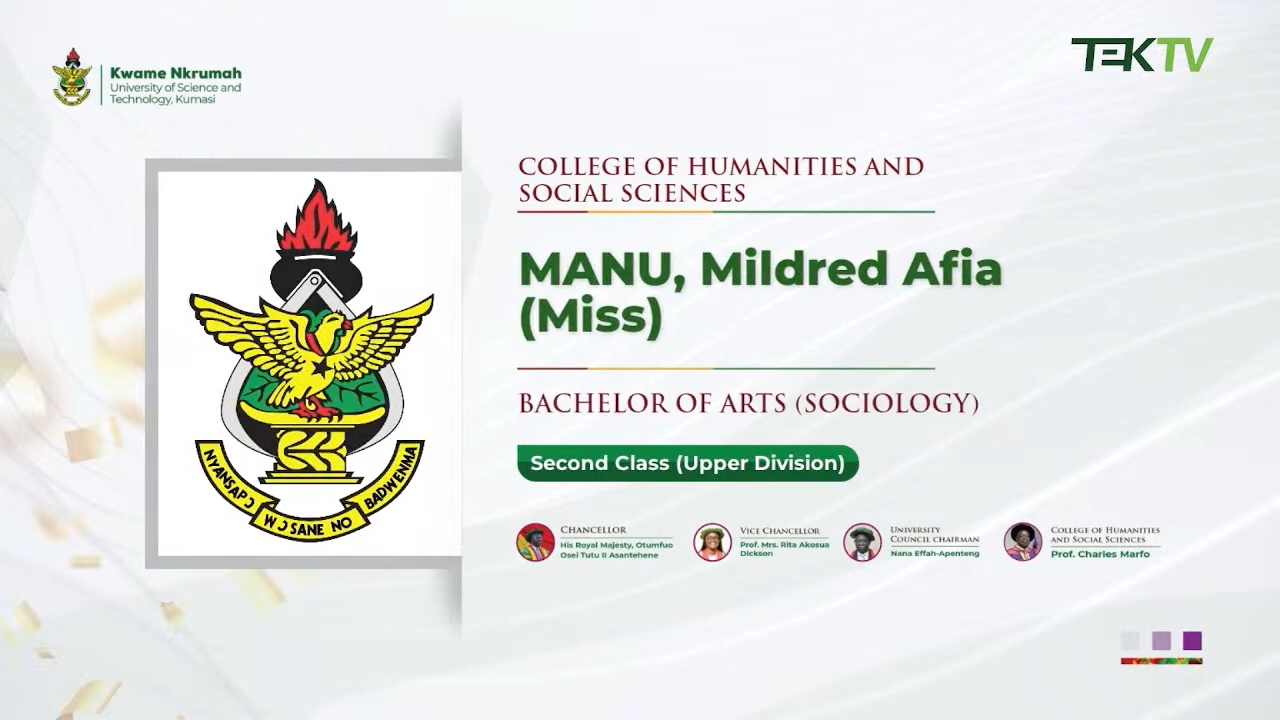 Kwame Nkrumah
University of Science and
Technology, Kumasi
TEKTV
COLLEGE OF HUMANITIES AND
SOCIAL SCIENCES
MANU, Mildred Afia
(Miss)
BACHELOR OF ARTS (SOCIOLOGY)
Second Class (Upper Division)
NYANSAPƆ WƆSANE NO BADWENMA
CHANCELLOR
His Royal Majesty, Otumfuo
Osei Tutu II Asantehene
VICE CHANCELLOR
Prof. Mrs. Rita Akosua
Dickson
UNIVERSITY
COUNCIL CHAIRMAN
Nana Effah-Apenteng
COLLEGE OF HUMANITIES
AND SOCIAL SCIENCES
Prof. Charles Marfo